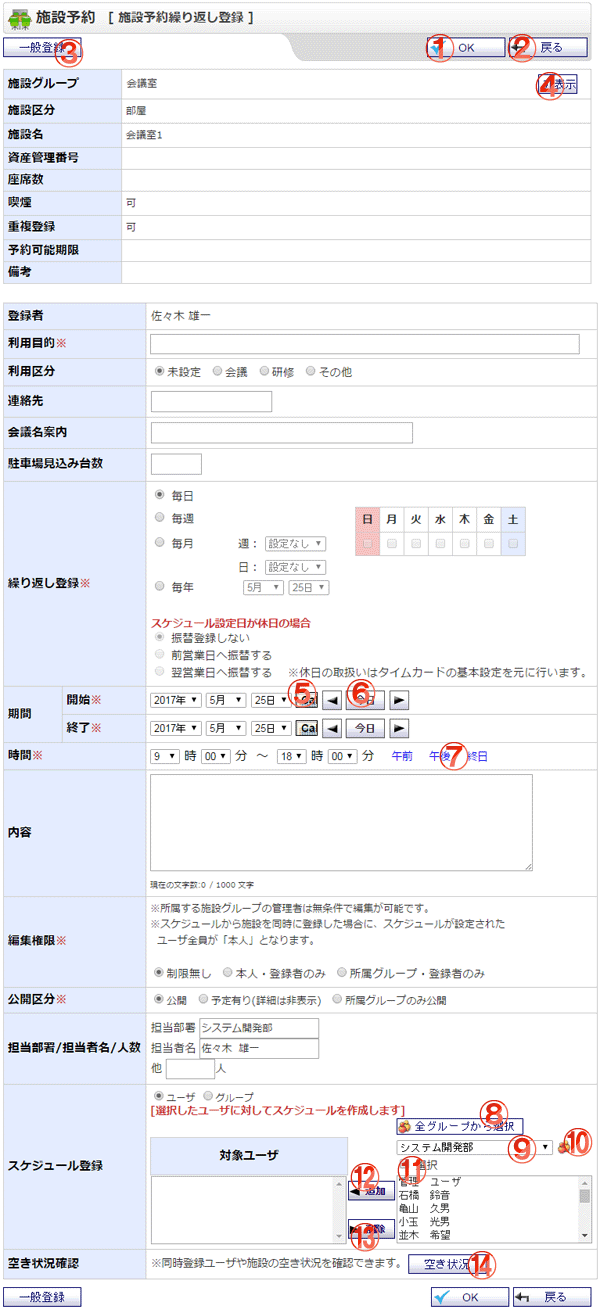 施設予約 [ 施設予約繰り返し登録 ]
一般登録 ③ ① OK ② 戻る
施設グループ 会議室 ④ 表示
施設区分 部屋
施設名 会議室1
資産管理番号
座席数
喫煙 可
重複登録 可
予約可能期限
備考
登録者 佐々木 雄一
利用目的※
利用区分 未設定 会議 研修 その他
連絡先
会議名案内
駐車場見込み台数
繰り返し登録※
毎日
毎週
毎月 週： 設定なし
日： 設定なし
毎年 5月 25日
日 月 火 水 木 金 土
スケジュール設定日が休日の場合
振替登録しない
前営業日へ振替する
翌営業日へ振替する ※休日の取扱いはタイムカードの基本設定を元に行います。
期間
開始※ 2017年 5月 25日 ⑤ Cal ◀ ⑥ 今日 ▶
終了※ 2017年 5月 25日 Cal ◀ 今日 ▶
時間※ 9 時 00 分 ～ 18 時 00 分 午前 午後 ⑦ 終日
内容
現在の文字数:0 / 1000 文字
編集権限※
※所属する施設グループの管理者は無条件で編集が可能です。
※スケジュールから施設を同時に登録した場合に、スケジュールが設定された
ユーザ全員が「本人」となります。
制限無し 本人・登録者のみ 所属グループ・登録者のみ
公開区分※ 公開 予定有り(詳細は非表示) 所属グループのみ公開
担当部署/担当者名/人数
担当部署 システム開発部
担当者名 佐々木 雄一
他 人
スケジュール登録
ユーザ グループ
[選択したユーザに対してスケジュールを作成します]
⑧
全グループから選択
対象ユーザ
システム開発部 ⑨ ⑩
⑪ 選択
⑫ ◀ 追加
⑬ ▶ 削除
管理 ユーザ
石橋 鈴音
亀山 久男
小玉 光男
並木 希望
空き状況確認 ※同時登録ユーザや施設の空き状況を確認できます。 空き状況 ⑭
一般登録 OK 戻る